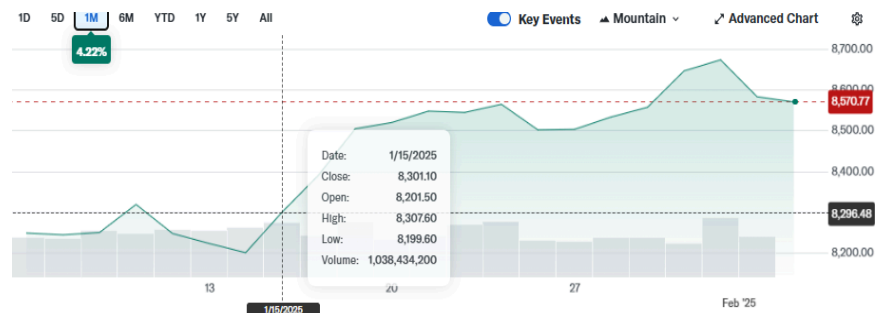 1D 5D 1M 6M YTD 1Y 5Y All Key Events Mountain Advanced Chart
4.22%
8,700.00
8,600.00
8,570.77
8,500.00
8,400.00
8,296.48
8,200.00
Date: 1/15/2025
Close: 8,301.10
Open: 8,201.50
High: 8,307.60
Low: 8,199.60
Volume: 1,038,434,200
13 20 27
1/15/2025 Feb '25